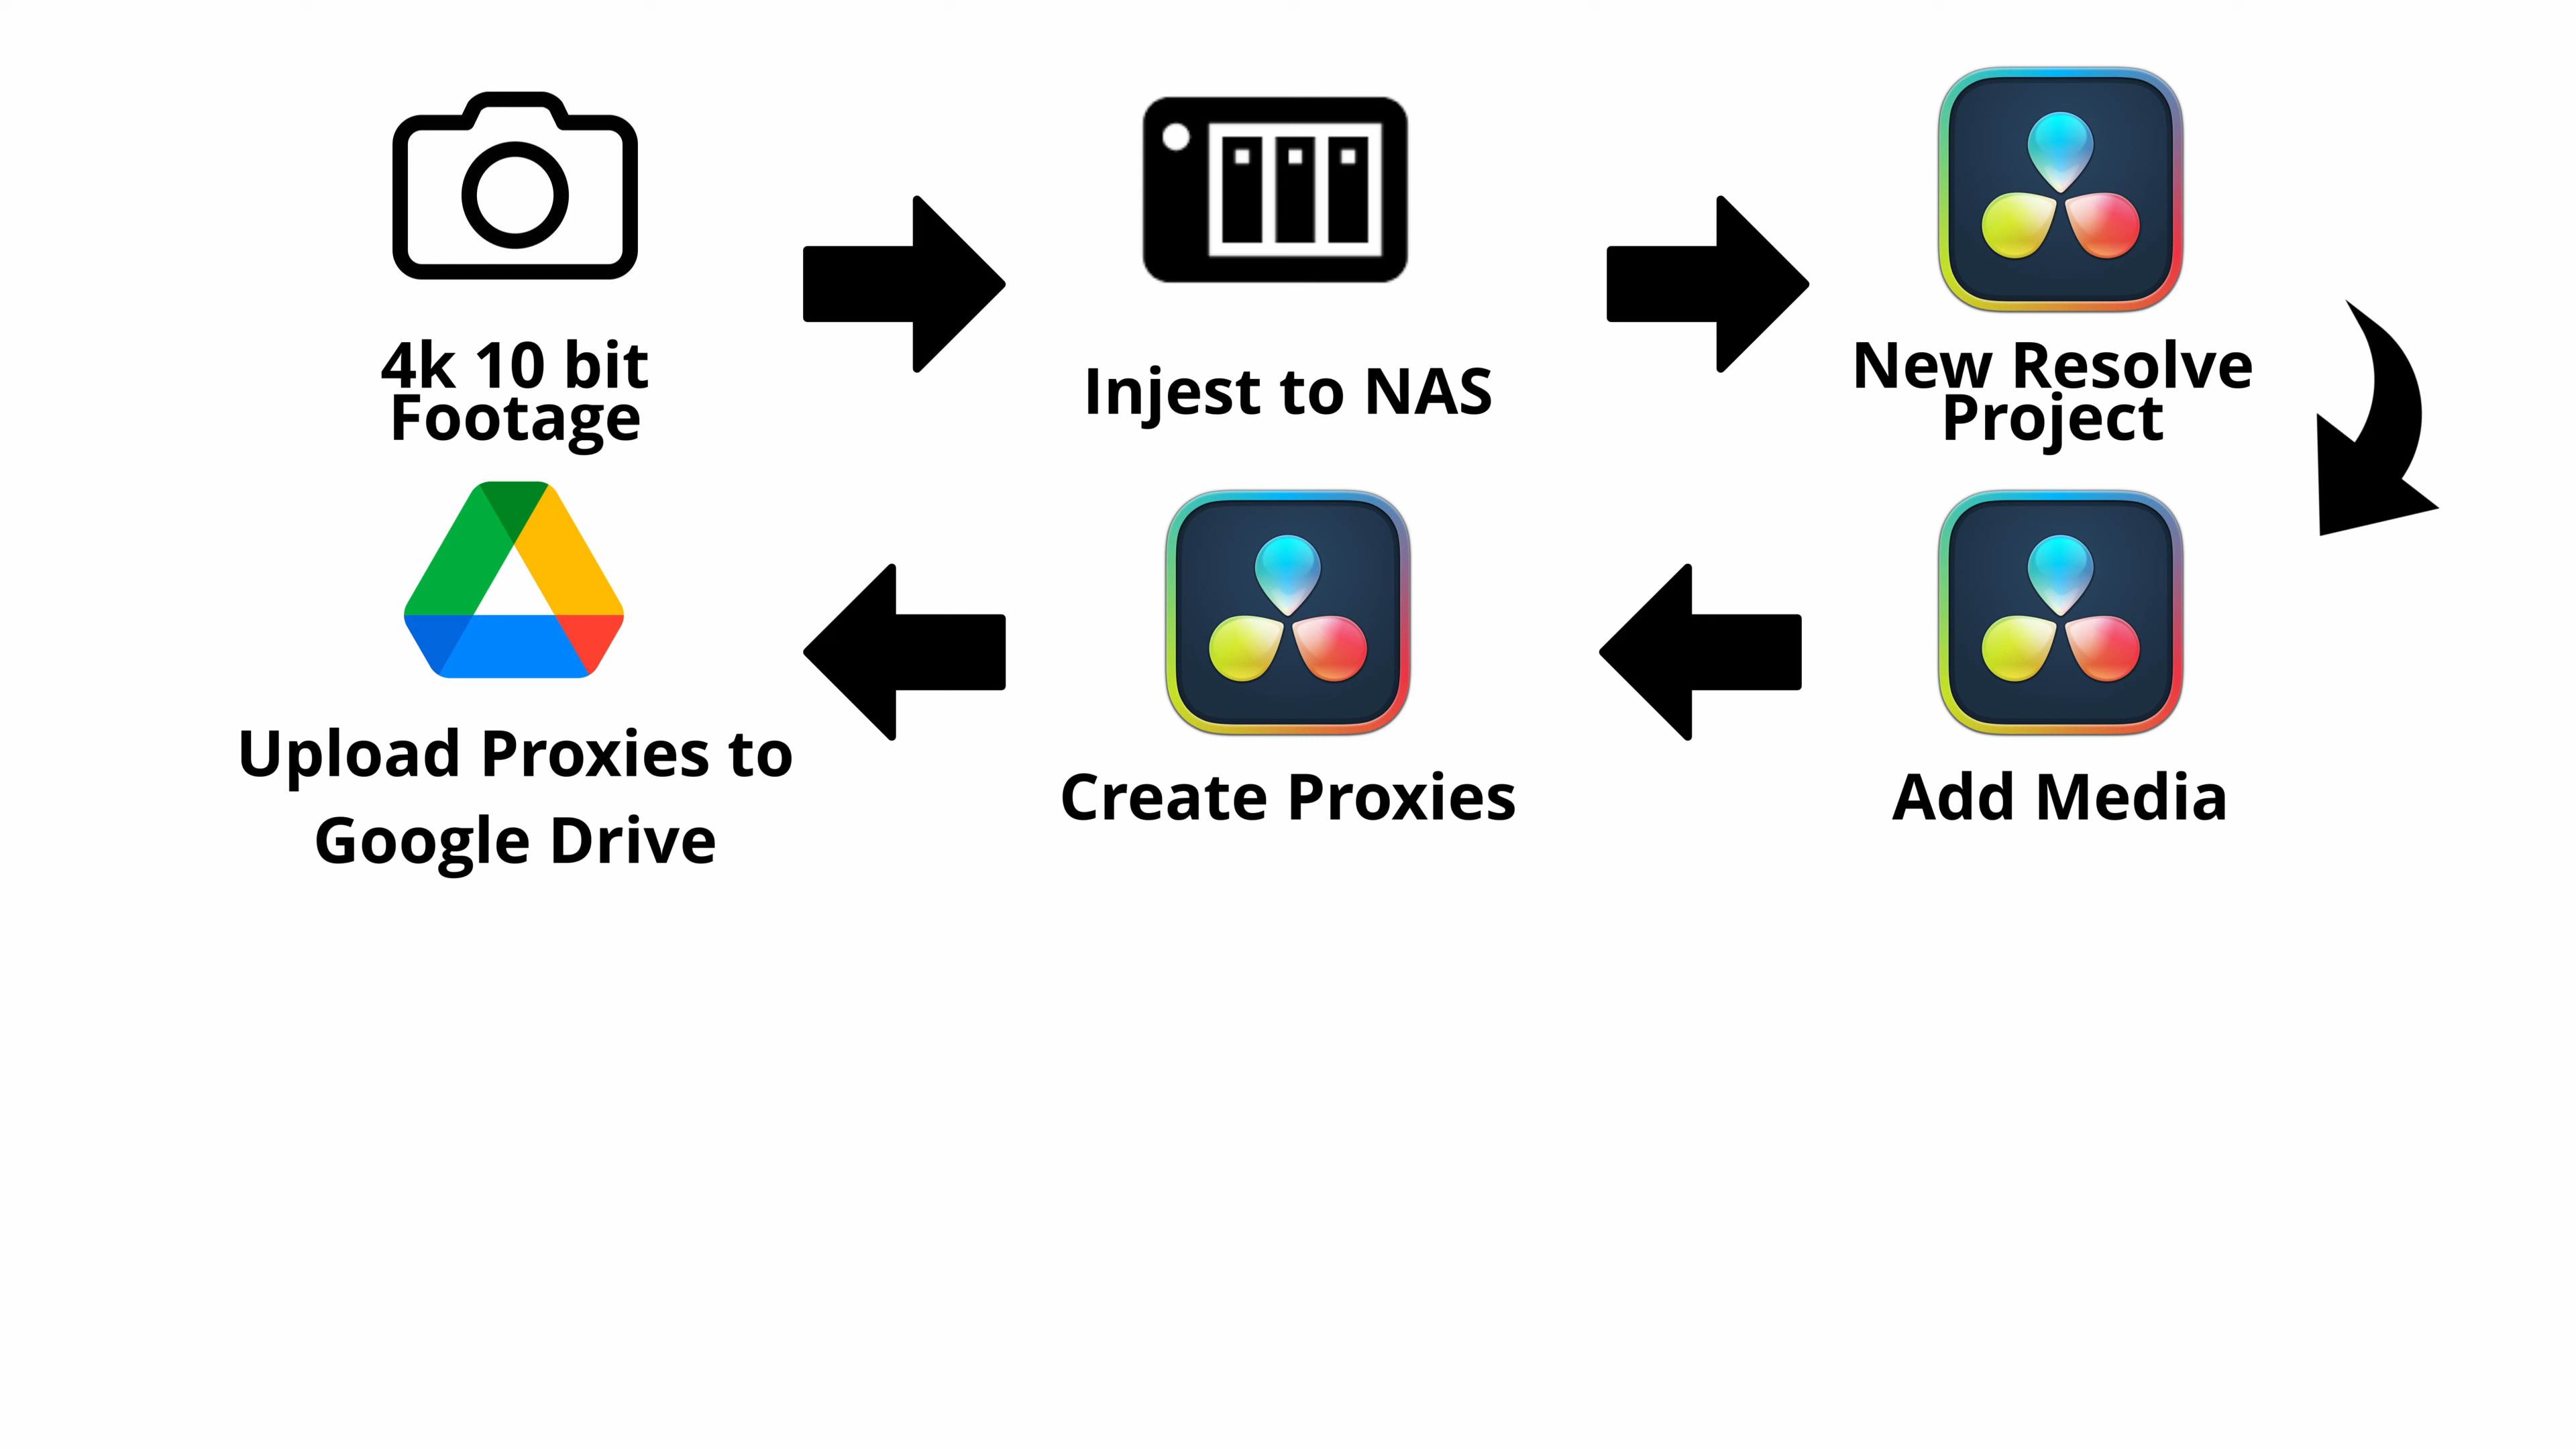 4k 10 bit
Footage
Injest to NAS
New Resolve
Project
Upload Proxies to
Google Drive
Create Proxies
Add Media